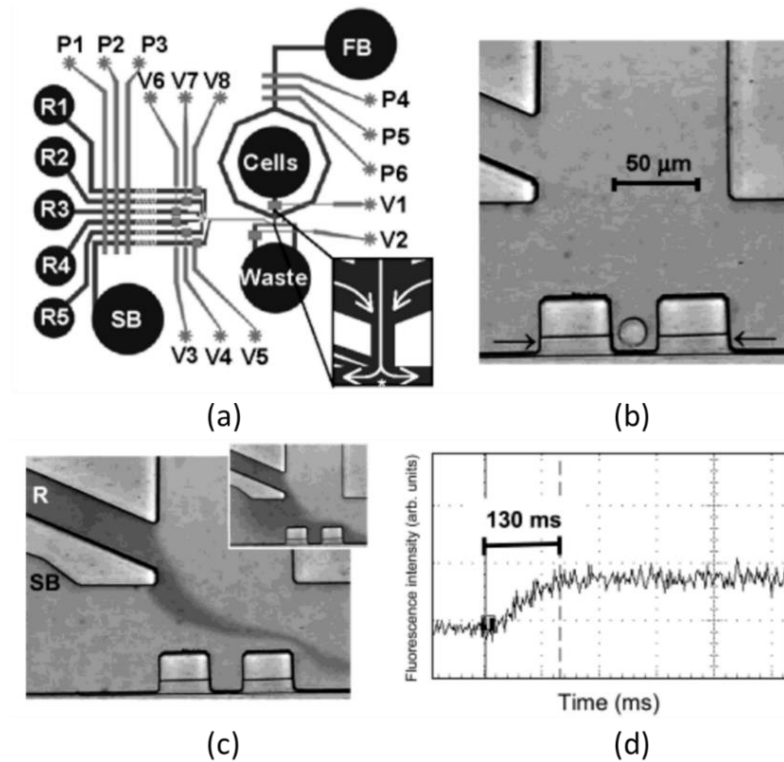 P1 P2 P3
V6 V7 V8
FB
R1
R2
R3
R4
R5
SB
Cells
Waste
P4
P5
P6
V1
V2
V3 V4 V5
*
(a)
50 µm
(b)
R
SB
(c)
Fluorescence intensity (arb. units)
130 ms
Time (ms)
(d)